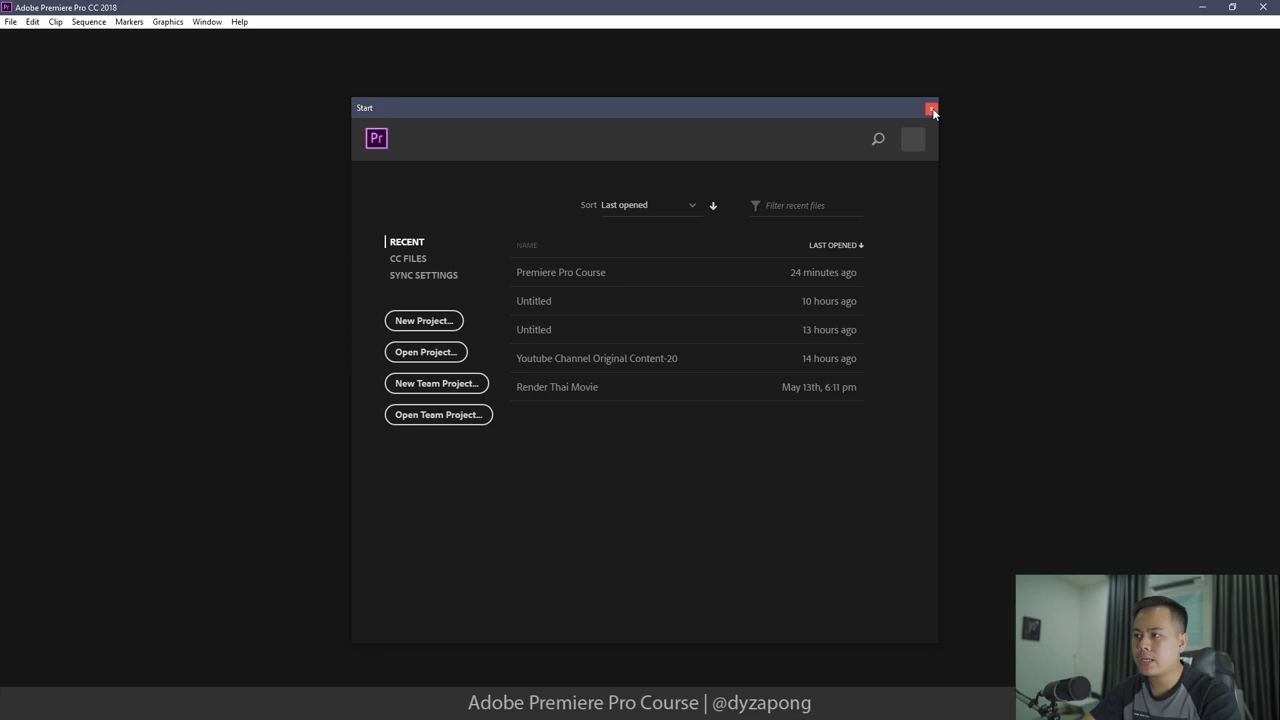 Pr Adobe Premiere Pro CC 2018
File Edit Clip Sequence Markers Graphics Window Help
Start
Pr
Sort Last opened Filter recent files
RECENT
CC FILES
SYNC SETTINGS
New Project...
Open Project...
New Team Project...
Open Team Project...
NAME LAST OPENED
Premiere Pro Course 24 minutes ago
Untitled 10 hours ago
Untitled 13 hours ago
Youtube Channel Original Content-20 14 hours ago
Render Thai Movie May 13th, 6:11 pm
Adobe Premiere Pro Course | @dyzapong